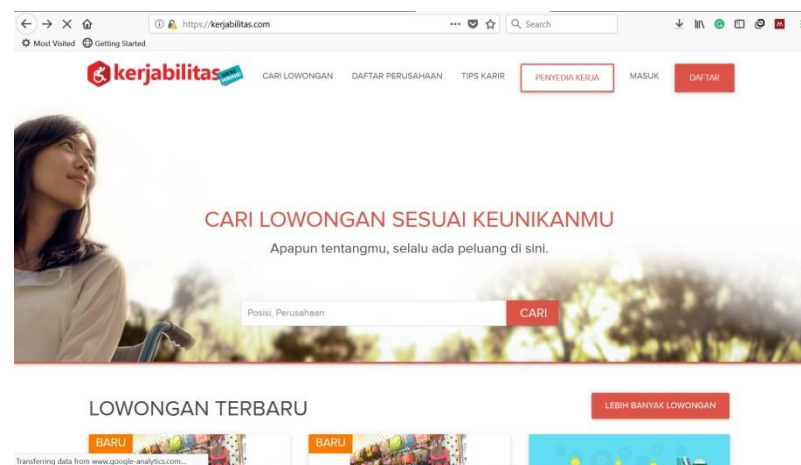 https://kerjabilitas.com
Search
Most Visited
Getting Started
kerjabilitas
CARI LOWONGAN
DAFTAR PERUSAHAAN
TIPS KARIR
PENYEDIA KERJA
MASUK
DAFTAR
CARI LOWONGAN SESUAI KEUNIKANMU
Apapun tentangmu, selalu ada peluang di sini.
Posisi, Perusahaan
CARI
LOWONGAN TERBARU
LEBIH BANYAK LOWONGAN
BARU
BARU
Transferring data from www.google-analytics.com...